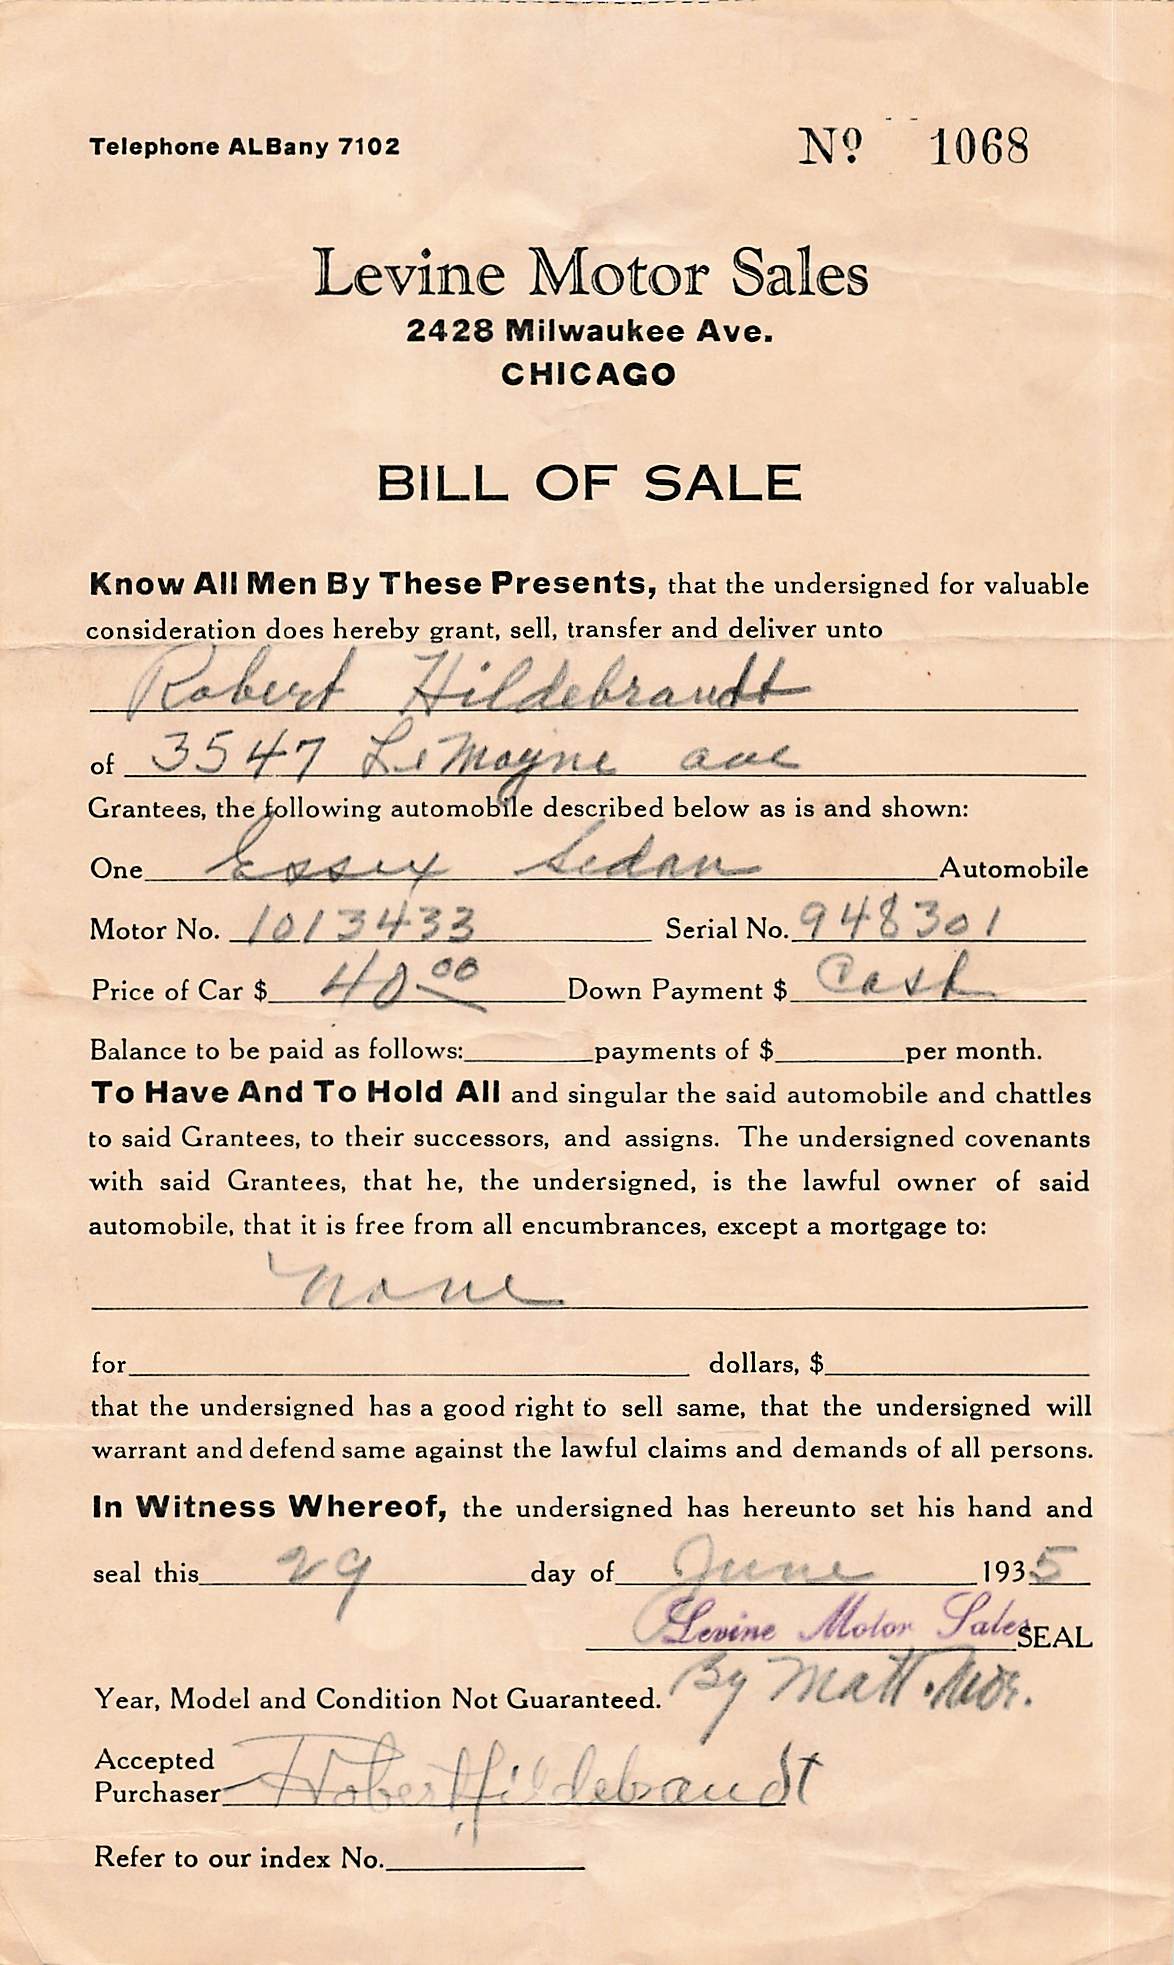 Telephone ALBany 7102
Nº 1068
Levine Motor Sales
2428 Milwaukee Ave.
CHICAGO
BILL OF SALE
Know All Men By These Presents, that the undersigned for valuable
consideration does hereby grant, sell, transfer and deliver unto
Robert Hildebrandt
of 3547 LeMoyne ave
Grantees, the following automobile described below as is and shown:
One Essex Sedan Automobile
Motor No. 1013433 Serial No. 948301
Price of Car $ 40.00 Down Payment $ Cash
Balance to be paid as follows: payments of $ per month.
To Have And To Hold All and singular the said automobile and chattles
to said Grantees, to their successors, and assigns. The undersigned covenants
with said Grantees, that he, the undersigned, is the lawful owner of said
automobile, that it is free from all encumbrances, except a mortgage to:
None
for dollars, $
that the undersigned has a good right to sell same, that the undersigned will
warrant and defend same against the lawful claims and demands of all persons.
In Witness Whereof, the undersigned has hereunto set his hand and
seal this 29 day of June 1935
Levine Motor Sales SEAL
Year, Model and Condition Not Guaranteed. By Matt
Accepted
Purchaser Robert Hildebrandt
Refer to our index No.